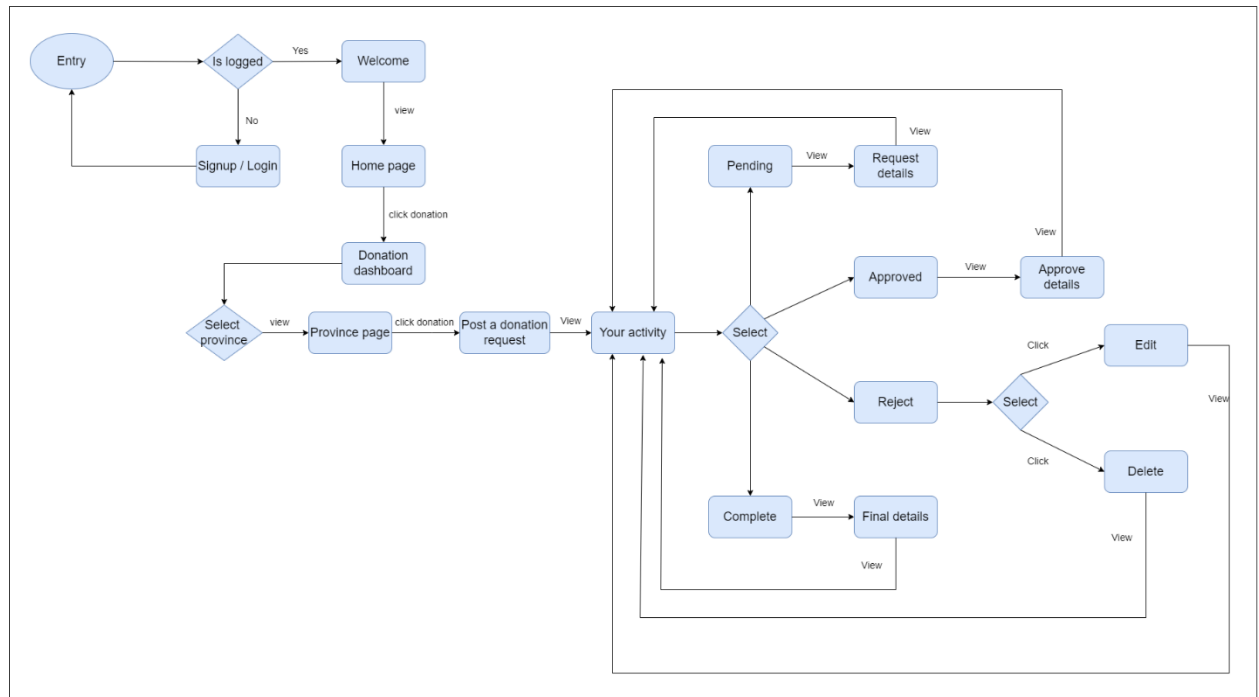 Entry
Is logged
Yes
Welcome
No
view
Signup / Login
Home page
click donation
Donation
dashboard
Select
province
view
Province page
click donation
Post a donation
request
View
Your activity
Select
Pending
View
Request
details
View
Approved
View
Approve
details
View
Reject
Select
Click
Edit
View
Click
Delete
View
Complete
View
Final details
View